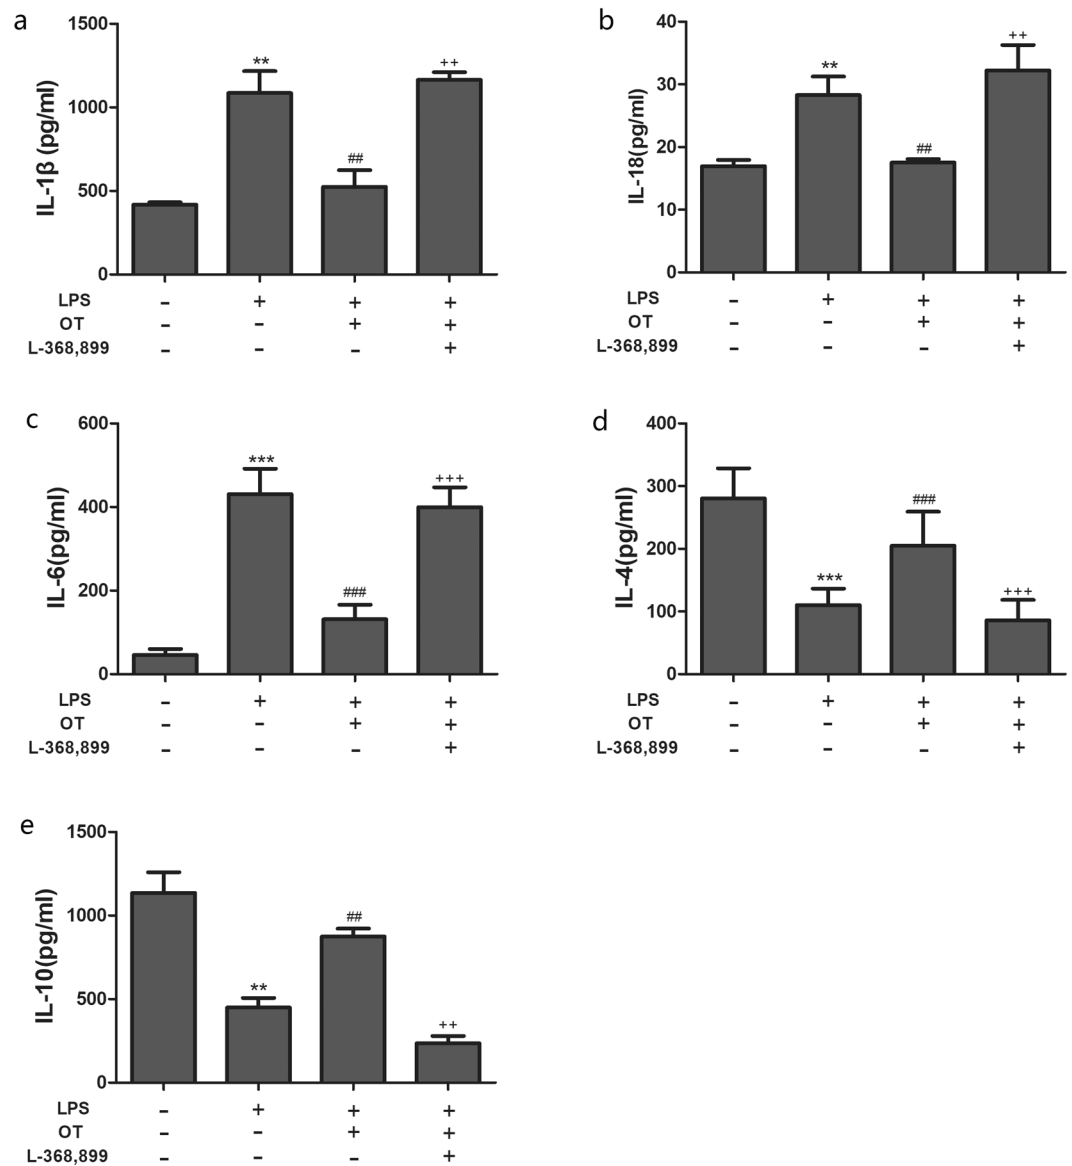 a
1500
1000
500
0
IL-1β (pg/ml)
**
##
++
LPS - + + +
OT - - + +
L-368,899 - - - +
b
40
30
20
10
0
IL-18(pg/ml)
**
##
++
LPS - + + +
OT - - + +
L-368,899 - - - +
c
600
400
200
0
IL-6(pg/ml)
***
###
+++
LPS - + + +
OT - - + +
L-368,899 - - - +
d
400
300
200
100
0
IL-4(pg/ml)
***
###
+++
LPS - + + +
OT - - + +
L-368,899 - - - +
e
1500
1000
500
0
IL-10(pg/ml)
**
##
++
LPS - + + +
OT - - + +
L-368,899 - - - +